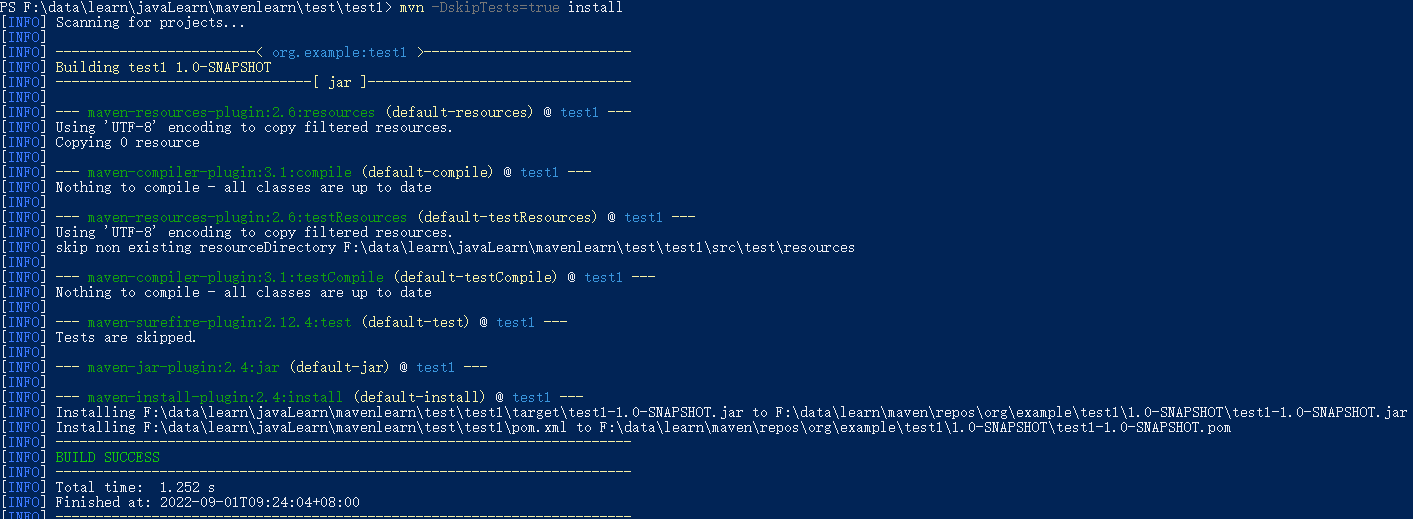 PS F:\data\learn\javaLearn\mavenlearn\test\test1> mvn -DskipTests=true install
[INFO] Scanning for projects...
[INFO]
[INFO] -------------------------< org.example:test1 >--------------------------
[INFO] Building test1 1.0-SNAPSHOT
[INFO] --------------------------------[ jar ]---------------------------------
[INFO]
[INFO] --- maven-resources-plugin:2.6:resources (default-resources) @ test1 ---
[INFO] Using 'UTF-8' encoding to copy filtered resources.
[INFO] Copying 0 resource
[INFO]
[INFO] --- maven-compiler-plugin:3.1:compile (default-compile) @ test1 ---
[INFO] Nothing to compile - all classes are up to date
[INFO]
[INFO] --- maven-resources-plugin:2.6:testResources (default-testResources) @ test1 ---
[INFO] Using 'UTF-8' encoding to copy filtered resources.
[INFO] skip non existing resourceDirectory F:\data\learn\javaLearn\mavenlearn\test\test1\src\test\resources
[INFO]
[INFO] --- maven-compiler-plugin:3.1:testCompile (default-testCompile) @ test1 ---
[INFO] Nothing to compile - all classes are up to date
[INFO]
[INFO] --- maven-surefire-plugin:2.12.4:test (default-test) @ test1 ---
[INFO] Tests are skipped.
[INFO]
[INFO] --- maven-jar-plugin:2.4:jar (default-jar) @ test1 ---
[INFO]
[INFO] --- maven-install-plugin:2.4:install (default-install) @ test1 ---
[INFO] Installing F:\data\learn\javaLearn\mavenlearn\test\test1\target\test1-1.0-SNAPSHOT.jar to F:\data\learn\maven\repos\org\example\test1\1.0-SNAPSHOT\test1-1.0-SNAPSHOT.jar
[INFO] Installing F:\data\learn\javaLearn\mavenlearn\test\test1\pom.xml to F:\data\learn\maven\repos\org\example\test1\1.0-SNAPSHOT\test1-1.0-SNAPSHOT.pom
[INFO] ------------------------------------------------------------------------
[INFO] BUILD SUCCESS
[INFO] ------------------------------------------------------------------------
[INFO] Total time:  1.252 s
[INFO] Finished at: 2022-09-01T09:24:04+08:00
[INFO] ------------------------------------------------------------------------